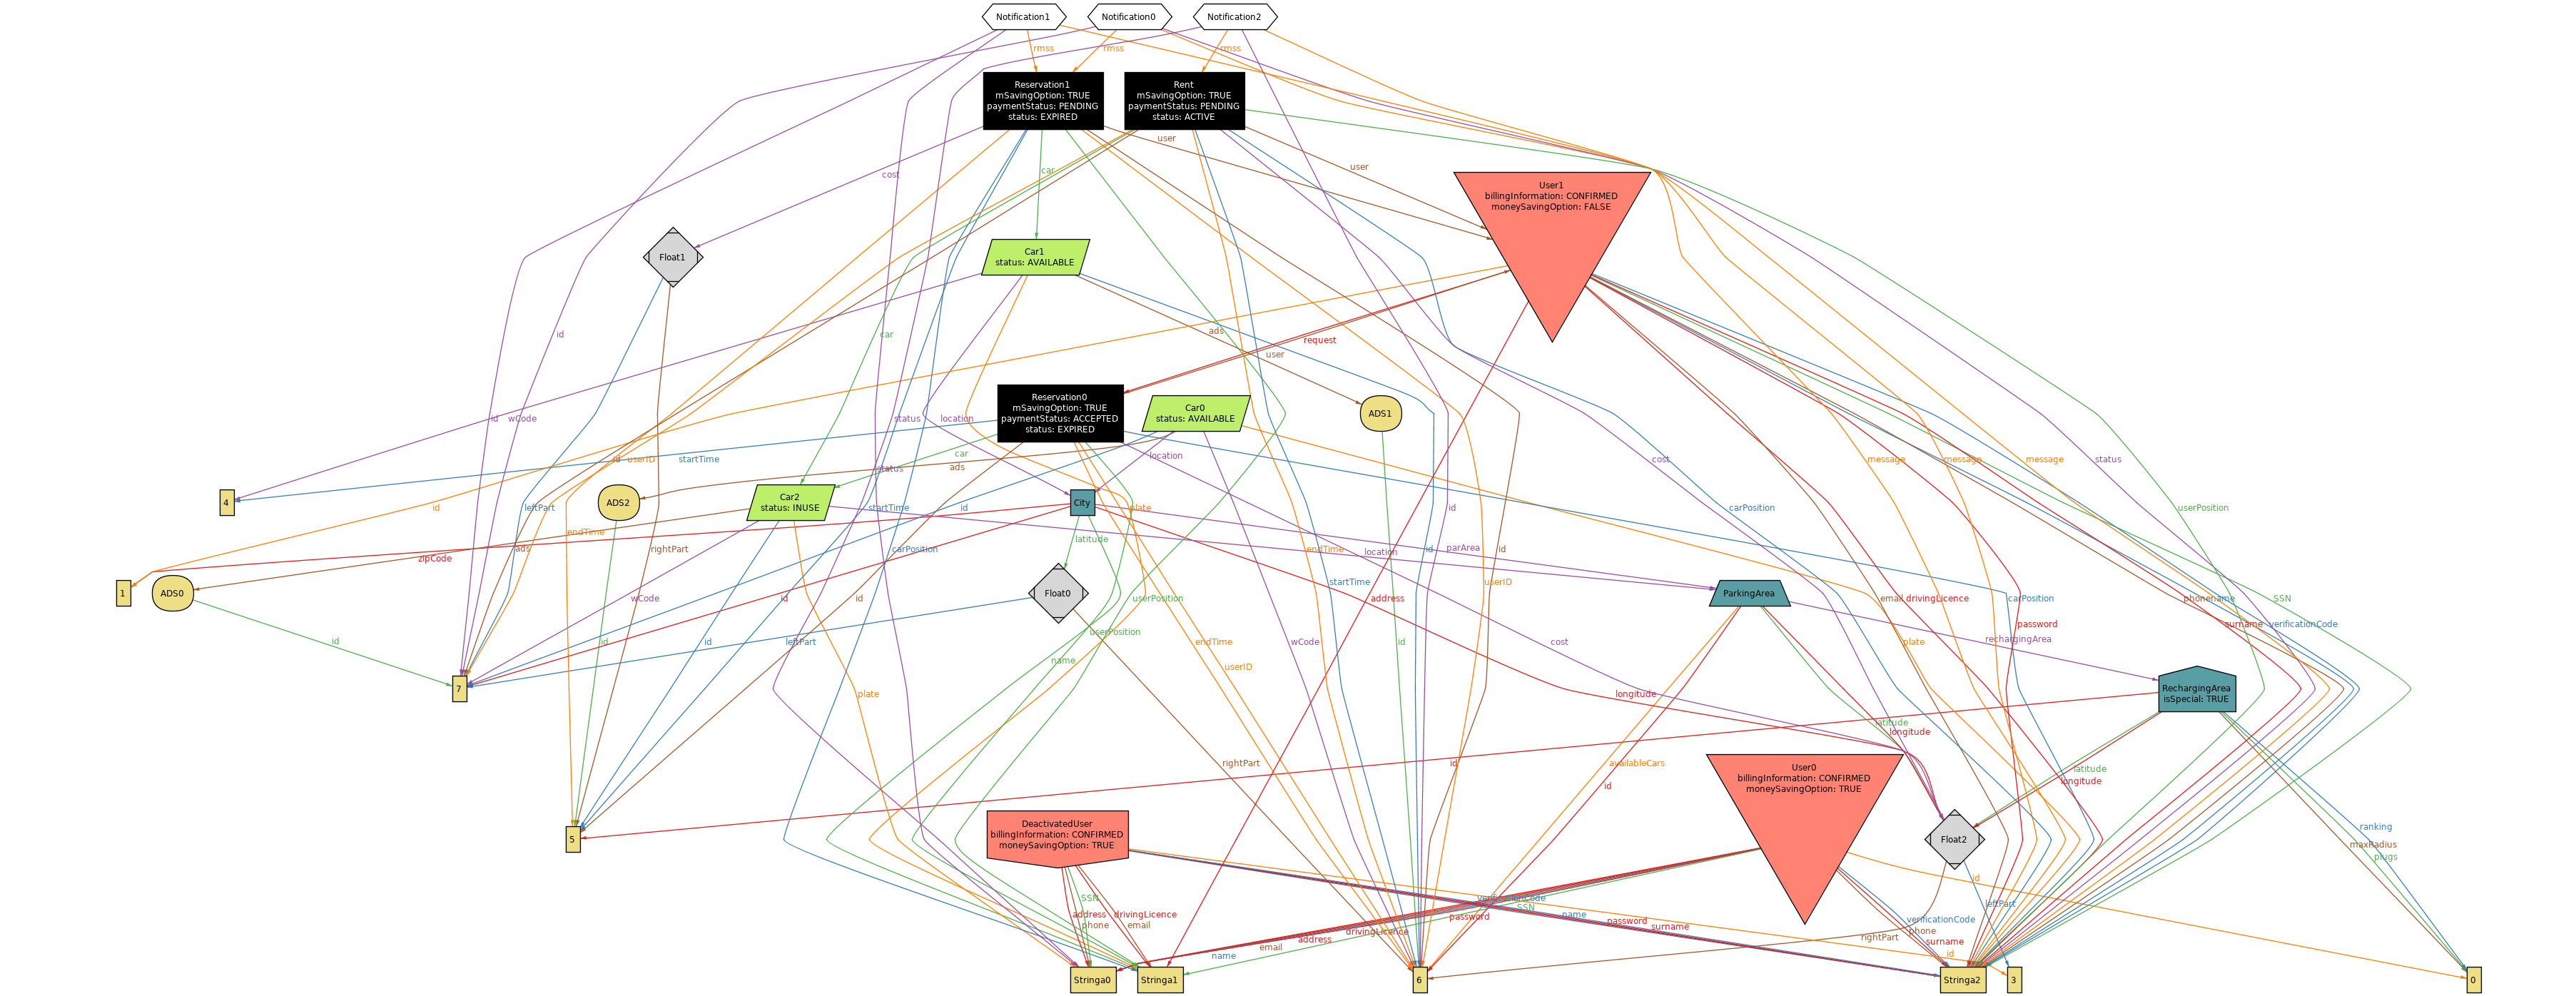 Notification1
Notification0
Notification2
rmss
rmss
rmss
Reservation1
mSavingOption: TRUE
paymentStatus: PENDING
status: EXPIRED
Rent
mSavingOption: TRUE
paymentStatus: PENDING
status: ACTIVE
user
user
cost
car
User1
billingInformation: CONFIRMED
moneySavingOption: FALSE
Float1
Car1
status: AVAILABLE
id
car
ads
request
user
Reservation0
mSavingOption: TRUE
paymentStatus: ACCEPTED
status: EXPIRED
Car0
status: AVAILABLE
ADS1
id
wCode
status
location
id
userID
startTime
car
ads
location
status
cost
message
message
message
status
4
ADS2
Car2
status: INUSE
City
id
leftPart
startTime
id
plate
id
carPosition
userPosition
endTime
latitude
ads
rightPart
carPosition
endTime
id
id
location
parArea
zipCode
1
ADS0
Float0
startTime
userID
ParkingArea
wCode
id
id
userPosition
address
email
drivingLicence
carPosition
phone
name
SSN
password
surname
verificationCode
userPosition
id
id
id
leftPart
endTime
wCode
id
cost
plate
rechargingArea
name
userID
7
plate
longitude
RechargingArea
isSpecial: TRUE
latitude
longitude
rightPart
id
availableCars
id
latitude
longitude
User0
billingInformation: CONFIRMED
moneySavingOption: TRUE
DeactivatedUser
billingInformation: CONFIRMED
moneySavingOption: TRUE
5
Float2
ranking
maxRadius
plugs
id
SSN
verificationCode
SSN
leftPart
address
drivingLicence
phone
email
password
name
password
surname
verificationCode
phone
surname
rightPart
drivingLicence
address
email
name
id
Stringa0
Stringa1
6
Stringa2
3
0